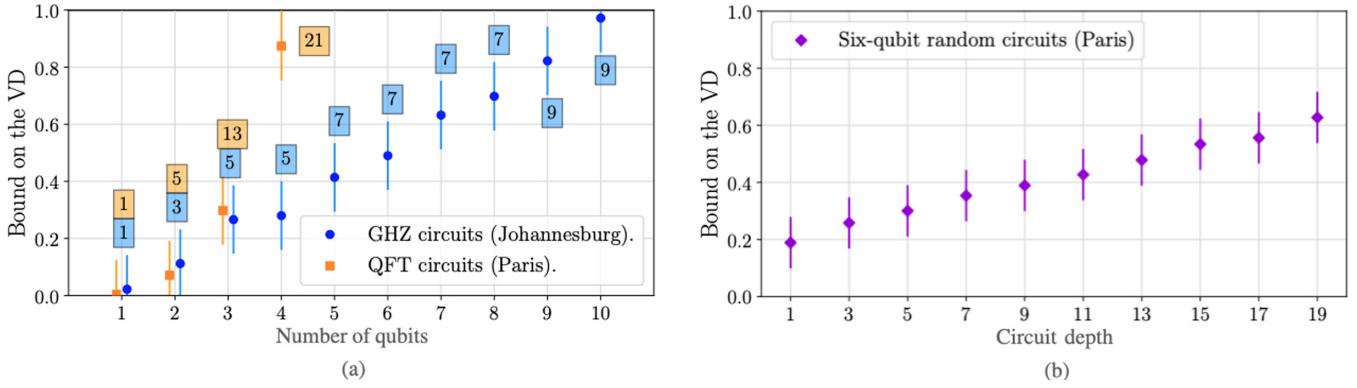 Bound on the VD
1.0
0.8
0.6
0.4
0.2
0.0
21
7
7
9
9
7
7
13
5
5
5
3
1
1
GHZ circuits (Johannesburg).
QFT circuits (Paris).
1 2 3 4 5 6 7 8 9 10
Number of qubits
(a)
Bound on the VD
1.0
0.8
0.6
0.4
0.2
0.0
Six-qubit random circuits (Paris)
1 3 5 7 9 11 13 15 17 19
Circuit depth
(b)